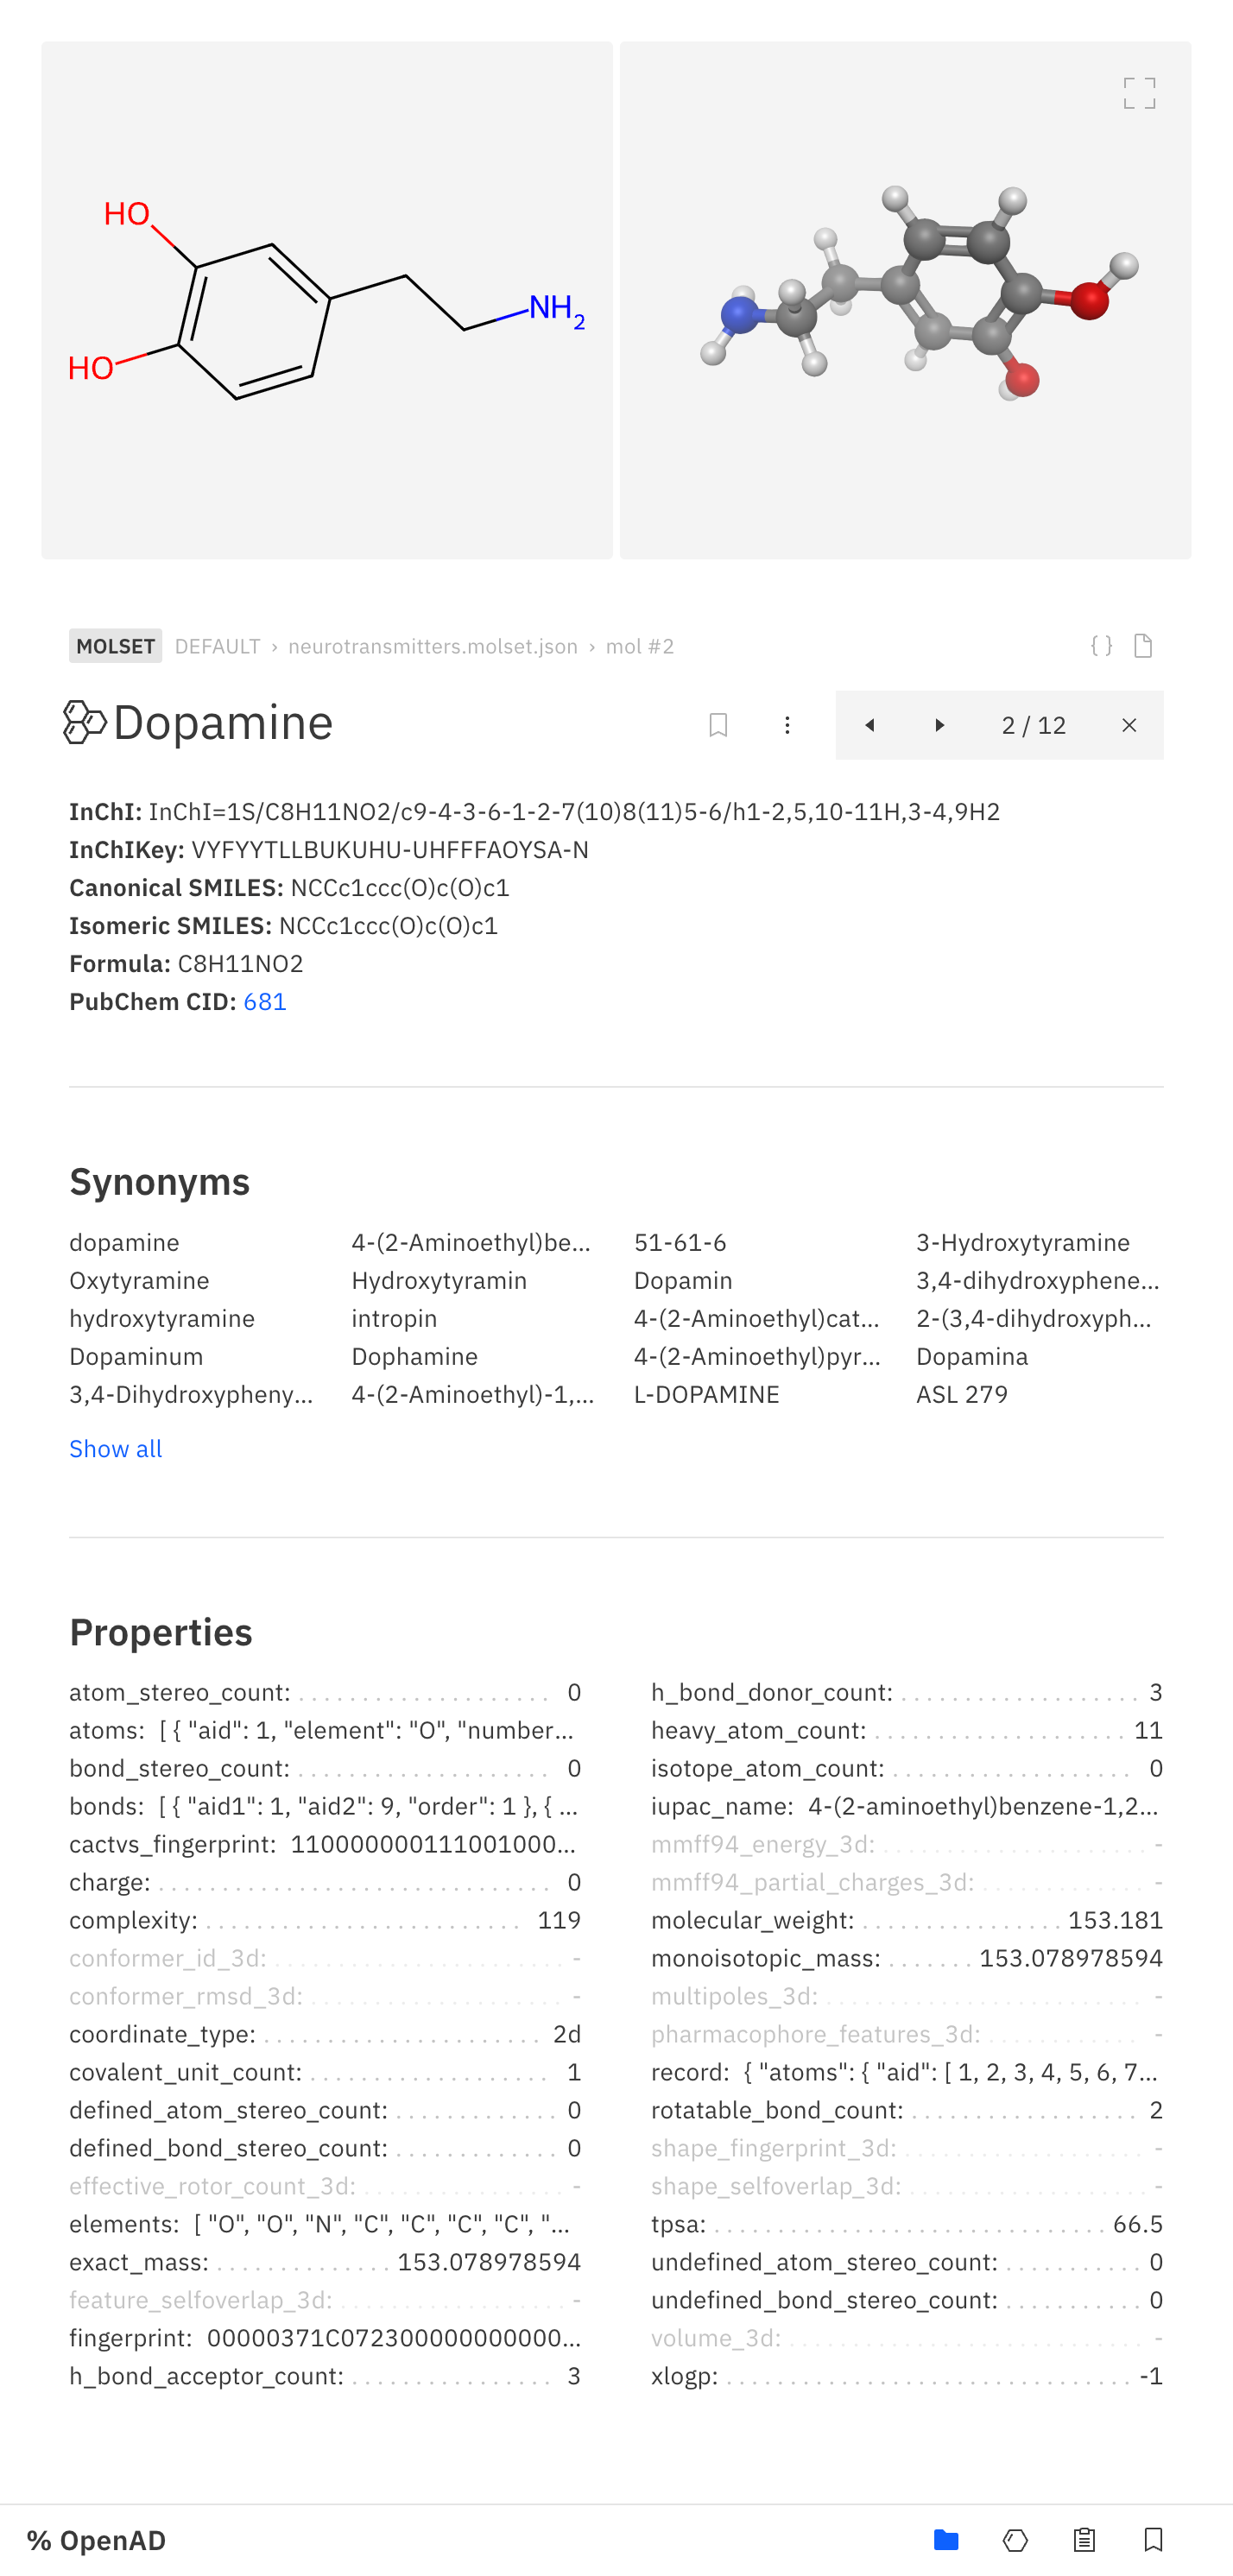 HO
HO
NH2
MOLSET DEFAULT › neurotransmitters.molset.json › mol #2
Dopamine
2 / 12
InChI: InChI=1S/C8H11NO2/c9-4-3-6-1-2-7(10)8(11)5-6/h1-2,5,10-11H,3-4,9H2
InChIKey: VYFYYTLLBUKUHU-UHFFFAOYSA-N
Canonical SMILES: NCCc1ccc(O)c(O)c1
Isomeric SMILES: NCCc1ccc(O)c(O)c1
Formula: C8H11NO2
PubChem CID: 681
Synonyms
dopamine 4-(2-Aminoethyl)be... 51-61-6 3-Hydroxytyramine
Oxytyramine Hydroxytyramin Dopamin 3,4-dihydroxyphene...
hydroxytyramine intropin 4-(2-Aminoethyl)cat... 2-(3,4-dihydroxyph...
Dopaminum Dophamine 4-(2-Aminoethyl)pyr... Dopamina
3,4-Dihydroxypheny... 4-(2-Aminoethyl)-1,... L-DOPAMINE ASL 279
Show all
Properties
atom_stereo_count: 0
atoms: [ { "aid": 1, "element": "O", "number...
bond_stereo_count: 0
bonds: [ { "aid1": 1, "aid2": 9, "order": 1 }, { ...
cactvs_fingerprint: 110000000111001000...
charge: 0
complexity: 119
conformer_id_3d: -
conformer_rmsd_3d: -
coordinate_type: 2d
covalent_unit_count: 1
defined_atom_stereo_count: 0
defined_bond_stereo_count: 0
effective_rotor_count_3d: -
elements: [ "O", "O", "N", "C", "C", "C", "C", "...
exact_mass: 153.078978594
feature_selfoverlap_3d: -
fingerprint: 00000371C072300000000000...
h_bond_acceptor_count: 3
h_bond_donor_count: 3
heavy_atom_count: 11
isotope_atom_count: 0
iupac_name: 4-(2-aminoethyl)benzene-1,2...
mmff94_energy_3d: -
mmff94_partial_charges_3d: -
molecular_weight: 153.181
monoisotopic_mass: 153.078978594
multipoles_3d: -
pharmacophore_features_3d: -
record: { "atoms": { "aid": [ 1, 2, 3, 4, 5, 6, 7...
rotatable_bond_count: 2
shape_fingerprint_3d: -
shape_selfoverlap_3d: -
tpsa: 66.5
undefined_atom_stereo_count: 0
undefined_bond_stereo_count: 0
volume_3d: -
xlogp: -1
% OpenAD